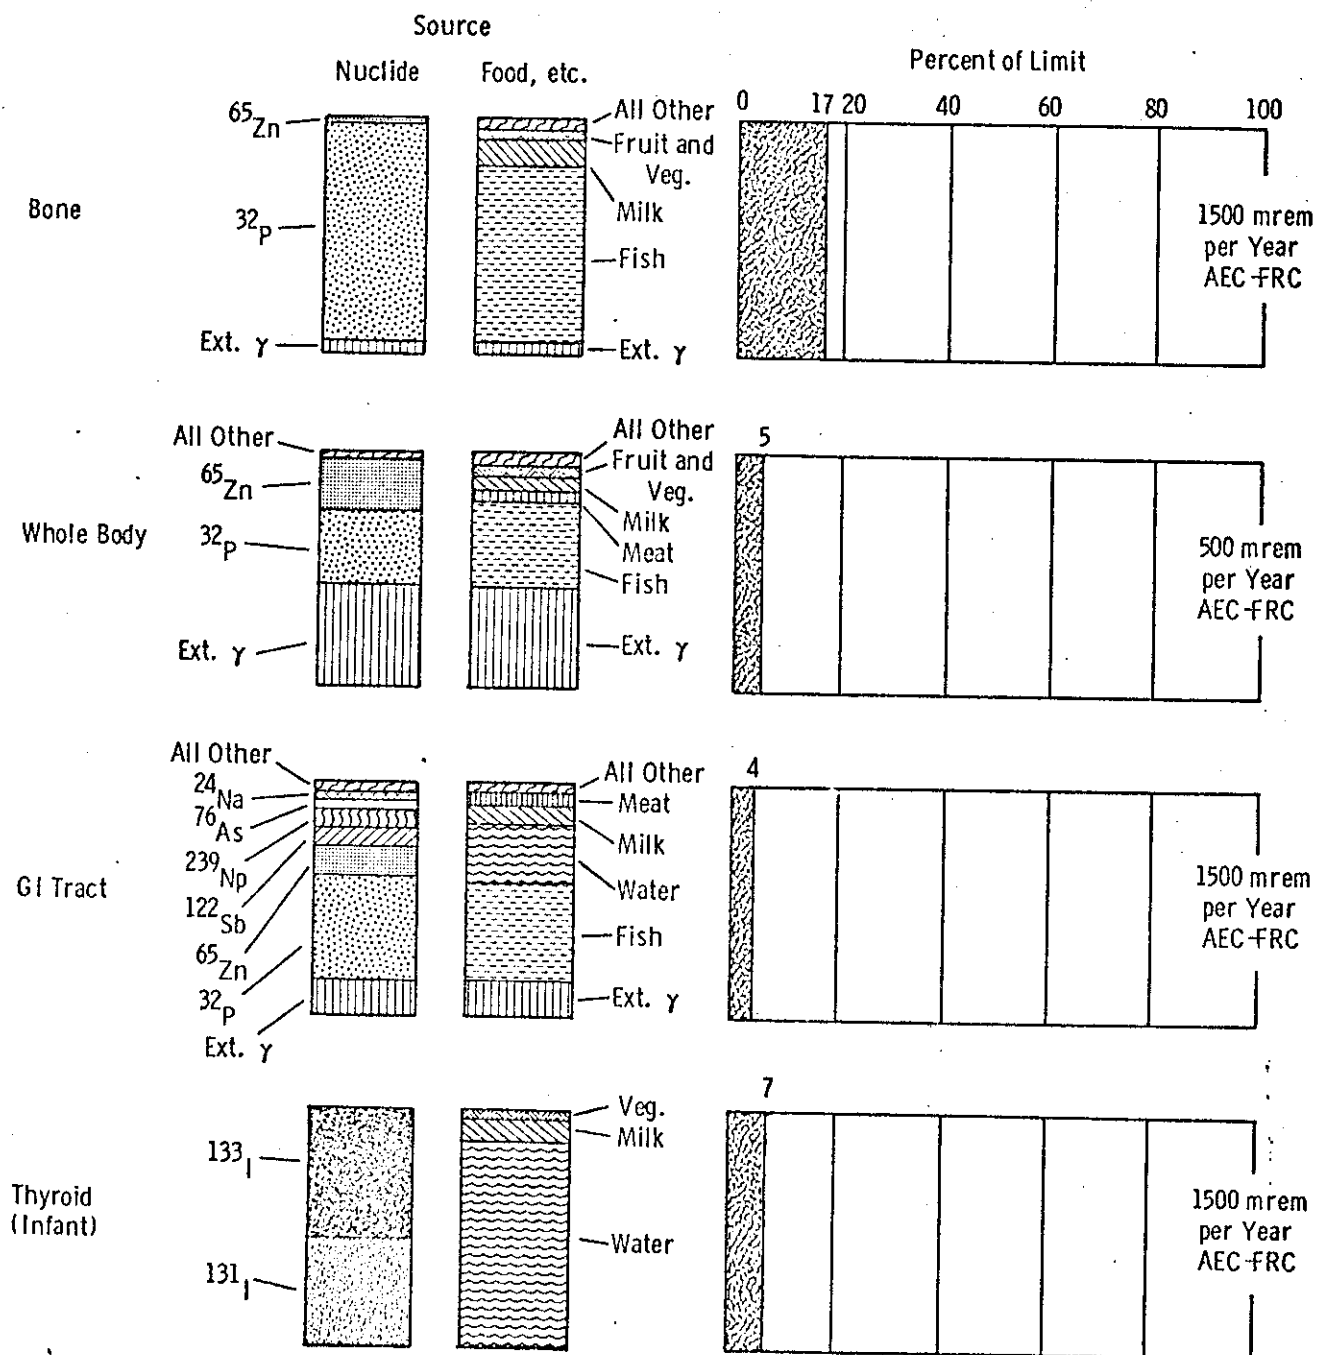 Source
Nuclide Food, etc.
Percent of Limit
0 17 20 40 60 80 100
Bone
65Zn
32P
Ext. γ
All Other
Fruit and
Veg.
Milk
Fish
Ext. γ
1500 mrem
per Year
AEC-FRC
Whole Body
All Other
65Zn
32P
Ext. γ
All Other
Fruit and
Veg.
Milk
Meat
Fish
Ext. γ
5
500 mrem
per Year
AEC-FRC
GI Tract
All Other
24Na
76As
239Np
122Sb
65Zn
32P
Ext. γ
All Other
Meat
Milk
Water
Fish
Ext. γ
4
1500 mrem
per Year
AEC-FRC
Thyroid
(Infant)
133I
131I
Veg.
Milk
Water
7
1500 mrem
per Year
AEC-FRC